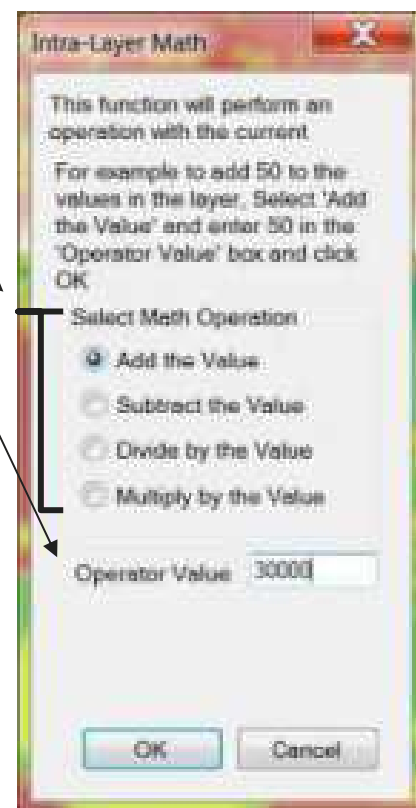 Intra-Layer Math
This function will perform an
operation with the current
For example to add 50 to the
values in the layer, Select 'Add
the Value' and enter 50 in the
'Operator Value' box and click
OK
Select Math Operation
Add the Value
Subtract the Value
Divide by the Value
Multiply by the Value
Operator Value 30000
OK Cancel